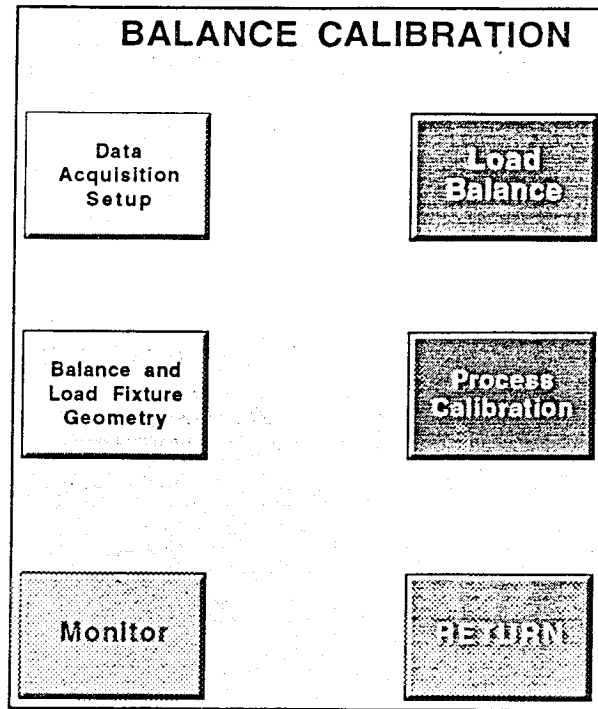 BALANCE CALIBRATION
Data
Acquisition
Setup
Load
Balance
Balance and
Load Fixture
Geometry
Process
Calibration
Monitor
RETURN